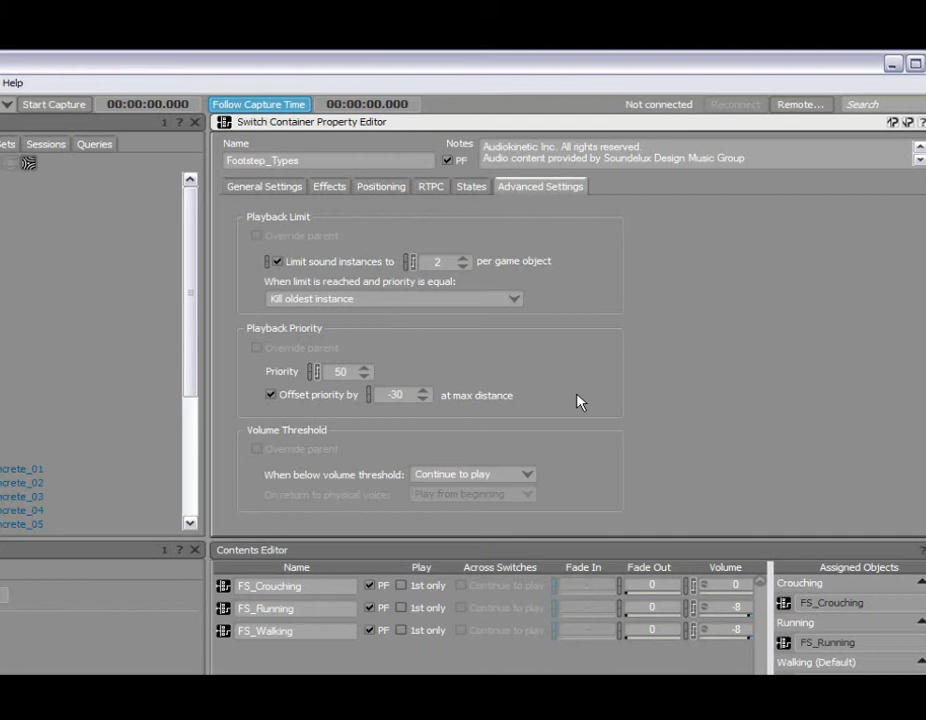 Help
Start Capture 00:00:00.000 Follow Capture Time 00:00:00.000 Not connected Reconnect Remote... Search
1 ? Switch Container Property Editor ?
Sessions Queries
Name Notes
Footstep_Types PF
Audiokinetic Inc. All rights reserved.
Audio content provided by Soundelux Design Music Group
General Settings Effects Positioning RTPC States Advanced Settings
Playback Limit
Override parent
Limit sound instances to 2 per game object
When limit is reached and priority is equal:
Kill oldest instance
Playback Priority
Override parent
Priority 50
Offset priority by -30 at max distance
Volume Threshold
Override parent
When below volume threshold: Continue to play
On return to physical voice: Play from beginning
ncrete_01
ncrete_02
ncrete_03
ncrete_04
ncrete_05
1 ? Contents Editor ?
Name Play Across Switches Fade In Fade Out Volume Assigned Objects
FS_Crouching PF 1st only Continue to play 0 0
FS_Running PF 1st only Continue to play 0 -8
FS_Walking PF 1st only Continue to play 0 -8
Crouching
FS_Crouching
Running
FS_Running
Walking (Default)